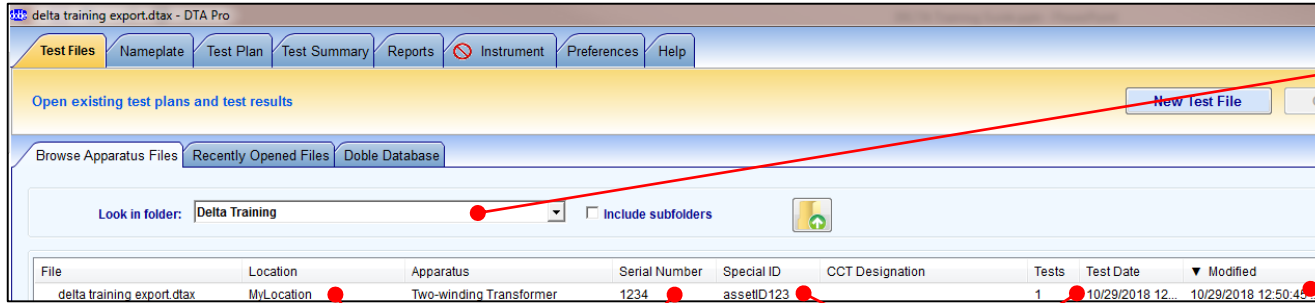 doble delta training export.dtax - DTA Pro
Test Files Nameplate Test Plan Test Summary Reports Instrument Preferences Help
Open existing test plans and test results New Test File
Browse Apparatus Files Recently Opened Files Doble Database
Look in folder: Delta Training Include subfolders
File Location Apparatus Serial Number Special ID CCT Designation Tests Test Date ▼ Modified
delta training export.dtax MyLocation Two-winding Transformer 1234 assetID123 1 10/29/2018 12... 10/29/2018 12:50:45